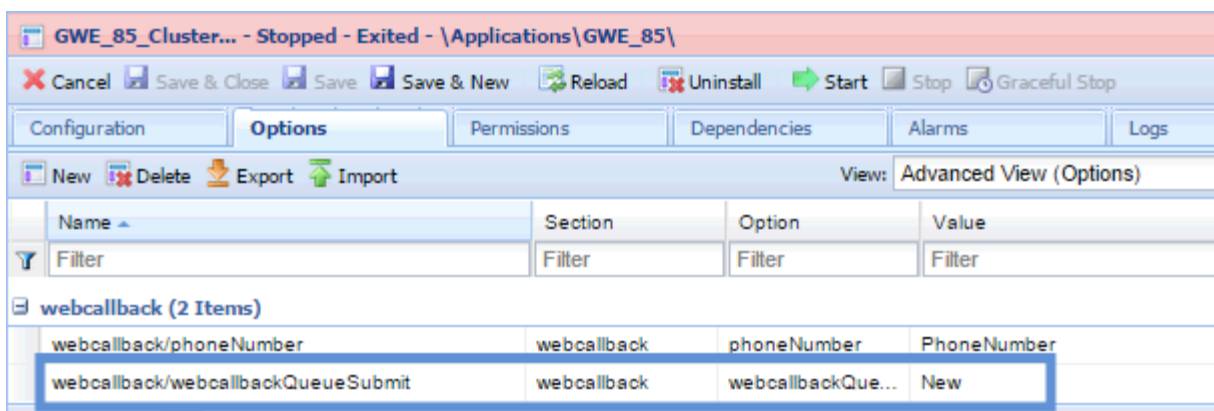 GWE_85_Cluster... - Stopped - Exited - \Applications\GWE_85\
Cancel Save & Close Save Save & New Reload Uninstall Start Stop Graceful Stop
Configuration Options Permissions Dependencies Alarms Logs
New Delete Export Import View: Advanced View (Options)
Name Section Option Value
Filter Filter Filter Filter
webcallback (2 Items)
webcallback/phoneNumber webcallback phoneNumber PhoneNumber
webcallback/webcallbackQueueSubmit webcallback webcallbackQue... New